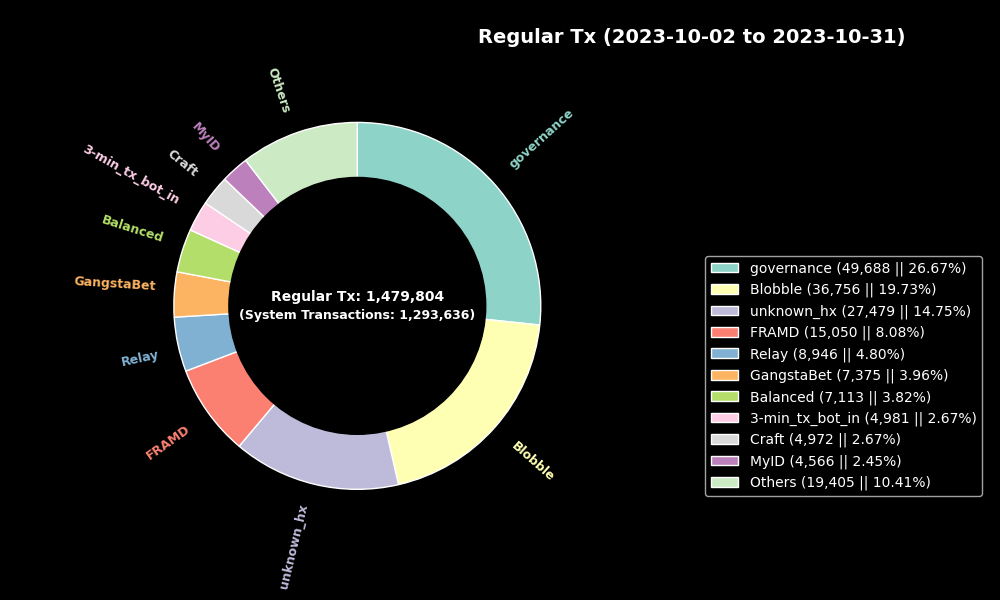 Regular Tx (2023-10-02 to 2023-10-31)
governance
Others
MyID
Craft
3-min_tx_bot_in
Balanced
GangstaBet
Relay
FRAMD
unknown_hx
Blobble
Regular Tx: 1,479,804
(System Transactions: 1,293,636)
governance (49,688 || 26.67%)
Blobble (36,756 || 19.73%)
unknown_hx (27,479 || 14.75%)
FRAMD (15,050 || 8.08%)
Relay (8,946 || 4.80%)
GangstaBet (7,375 || 3.96%)
Balanced (7,113 || 3.82%)
3-min_tx_bot_in (4,981 || 2.67%)
Craft (4,972 || 2.67%)
MyID (4,566 || 2.45%)
Others (19,405 || 10.41%)